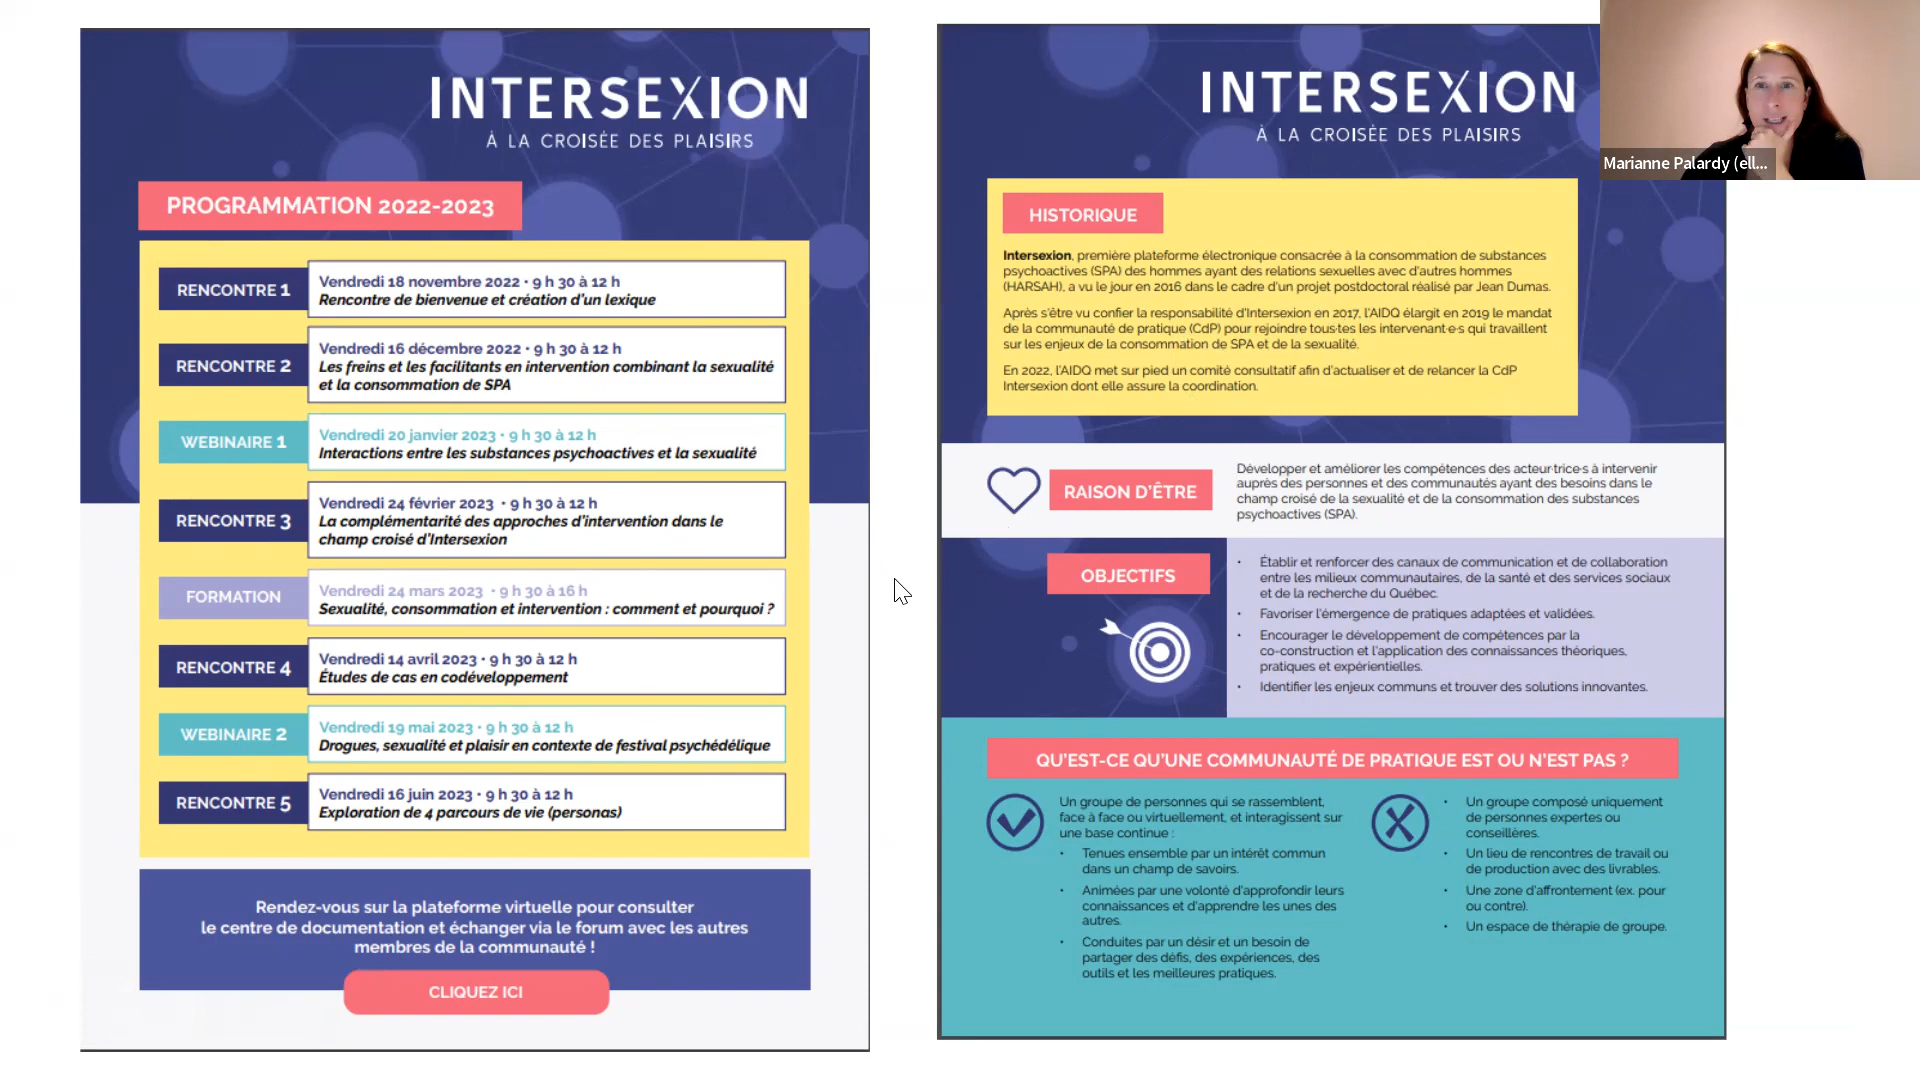 INTERSEXION
À LA CROISÉE DES PLAISIRS
PROGRAMMATION 2022-2023
RENCONTRE 1
Vendredi 18 novembre 2022 • 9 h 30 à 12 h
Rencontre de bienvenue et création d'un lexique
RENCONTRE 2
Vendredi 16 décembre 2022 • 9 h 30 à 12 h
Les freins et les facilitants en intervention combinant la sexualité
et la consommation de SPA
WEBINAIRE 1
Vendredi 20 janvier 2023 • 9 h 30 à 12 h
Interactions entre les substances psychoactives et la sexualité
RENCONTRE 3
Vendredi 24 février 2023 • 9 h 30 à 12 h
La complémentarité des approches d'intervention dans le
champ croisé d'Intersexion
FORMATION
Vendredi 24 mars 2023 • 9 h 30 à 16 h
Sexualité, consommation et intervention : comment et pourquoi ?
RENCONTRE 4
Vendredi 14 avril 2023 • 9 h 30 à 12 h
Études de cas en codéveloppement
WEBINAIRE 2
Vendredi 19 mai 2023 • 9 h 30 à 12 h
Drogues, sexualité et plaisir en contexte de festival psychédélique
RENCONTRE 5
Vendredi 16 juin 2023 • 9 h 30 à 12 h
Exploration de 4 parcours de vie (personas)
Rendez-vous sur la plateforme virtuelle pour consulter
le centre de documentation et échanger via le forum avec les autres
membres de la communauté !
CLIQUEZ ICI
INTERSEXION
À LA CROISÉE DES PLAISIRS
HISTORIQUE
Intersexion, première plateforme électronique consacrée à la consommation de substances
psychoactives (SPA) des hommes ayant des relations sexuelles avec d'autres hommes
(HARSAH), a vu le jour en 2016 dans le cadre d'un projet postdoctoral réalisé par Jean Dumas.
Après s'être vu confier la responsabilité d'Intersexion en 2017, l'AIDQ élargit en 2019 le mandat
de la communauté de pratique (CdP) pour rejoindre tous·tes les intervenant·e·s qui travaillent
sur les enjeux de la consommation de SPA et de la sexualité.
En 2022, l'AIDQ met sur pied un comité consultatif afin d'actualiser et de relancer la CdP
Intersexion dont elle assure la coordination.
RAISON D'ÊTRE
Développer et améliorer les compétences des acteur·trice·s à intervenir
auprès des personnes et des communautés ayant des besoins dans le
champ croisé de la sexualité et de la consommation des substances
psychoactives (SPA).
OBJECTIFS
• Établir et renforcer des canaux de communication et de collaboration
entre les milieux communautaires, de la santé et des services sociaux
et de la recherche du Québec.
• Favoriser l'émergence de pratiques adaptées et validées.
• Encourager le développement de compétences par la
co-construction et l'application des connaissances théoriques,
pratiques et expérientielles.
• Identifier les enjeux communs et trouver des solutions innovantes.
QU'EST-CE QU'UNE COMMUNAUTÉ DE PRATIQUE EST OU N'EST PAS ?
Un groupe de personnes qui se rassemblent,
face à face ou virtuellement, et interagissent sur
une base continue :
• Tenues ensemble par un intérêt commun
dans un champ de savoirs.
• Animées par une volonté d'approfondir leurs
connaissances et d'apprendre les unes des
autres.
• Conduites par un désir et un besoin de
partager des défis, des expériences, des
outils et les meilleures pratiques.
• Un groupe composé uniquement
de personnes expertes ou
conseillères.
• Un lieu de rencontres de travail ou
de production avec des livrables.
• Une zone d'affrontement (ex. pour
ou contre).
• Un espace de thérapie de groupe.
Marianne Palardy (ell...